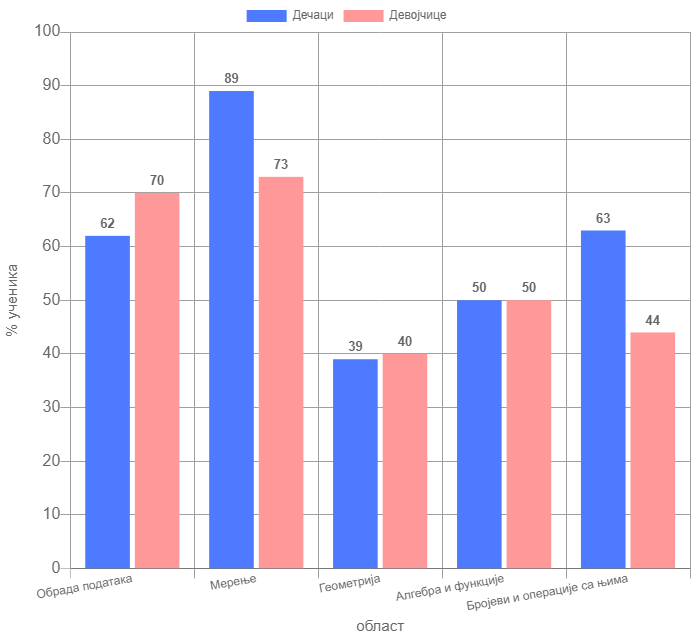 Дечаци Девојчице
100
90
80
70
60
50
40
30
20
10
0
% ученика
62
70
89
73
39
40
50
50
63
44
Обрада података
Мерење
Геометрија
Алгебра и функције
Бројеви и операције са њима
област